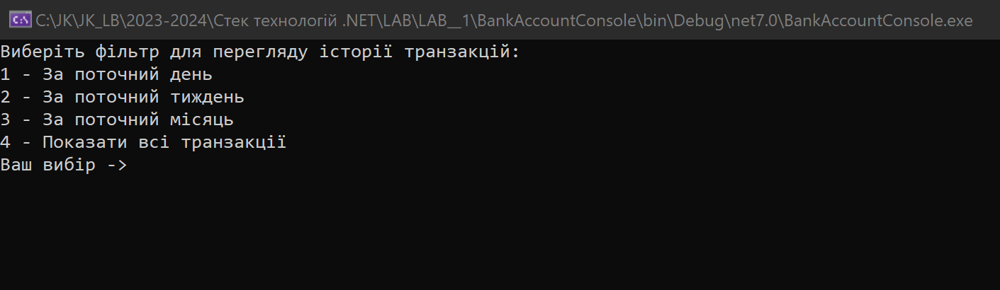 C:\JK\JK_LB\2023-2024\Стек технологій .NET\LAB\LAB__1\BankAccountConsole\bin\Debug\net7.0\BankAccountConsole.exe
Виберіть фільтр для перегляду історії транзакцій:
1 - За поточний день
2 - За поточний тиждень
3 - За поточний місяць
4 - Показати всі транзакції
Ваш вибір ->